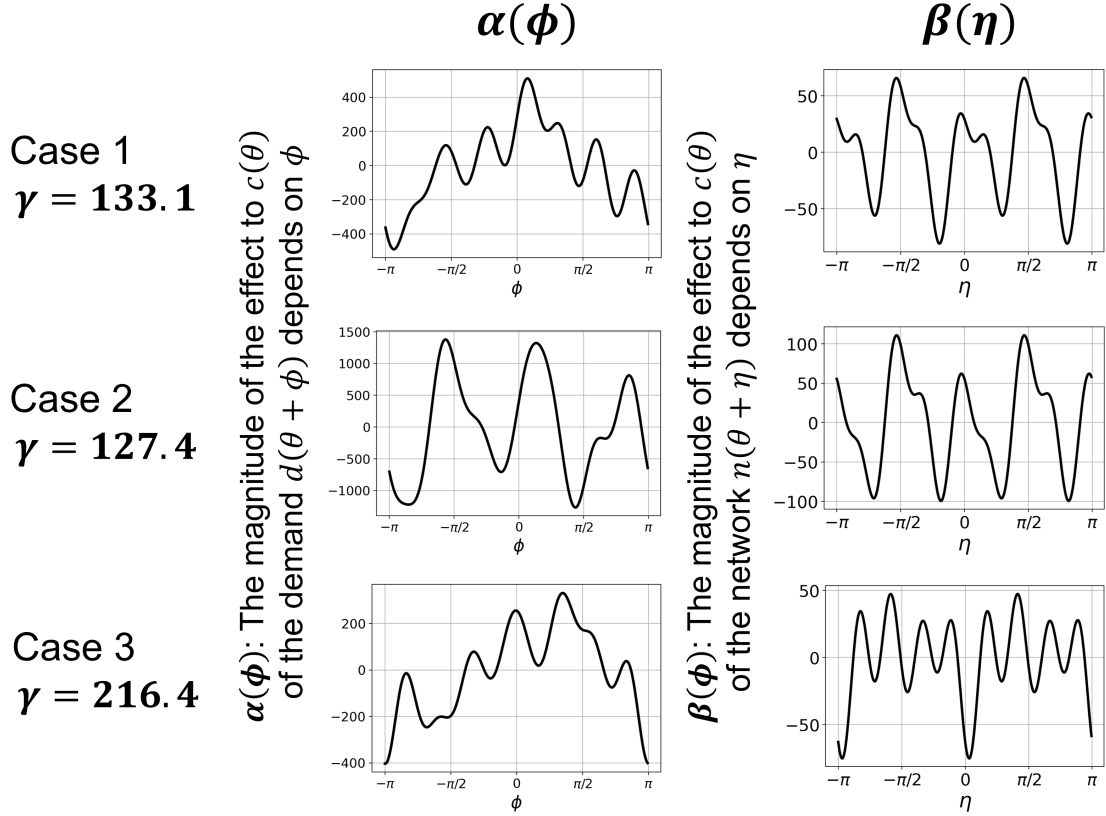 α(ϕ)
β(η)
Case 1
γ = 133.1
Case 2
γ = 127.4
Case 3
γ = 216.4
α(ϕ): The magnitude of the effect to c(θ)
of the demand d(θ + ϕ) depends on ϕ
400
200
0
−200
−400
−π
−π/2
0
π/2
π
ϕ
1500
1000
500
0
−500
−1000
−π
−π/2
0
π/2
π
ϕ
200
0
−200
−400
−π
−π/2
0
π/2
π
ϕ
β(ϕ): The magnitude of the effect to c(θ)
of the network n(θ + η) depends on η
50
0
−50
−π
−π/2
0
π/2
π
η
100
50
0
−50
−100
−π
−π/2
0
π/2
π
η
50
0
−50
−π
−π/2
0
π/2
π
η